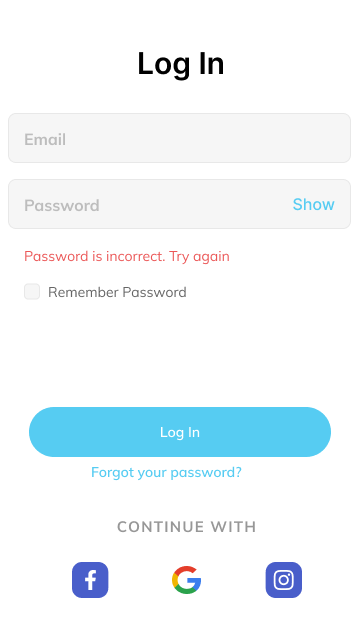 Log In
Email
Password Show
Password is incorrect. Try again
Remember Password
Log In
Forgot your password?
CONTINUE WITH